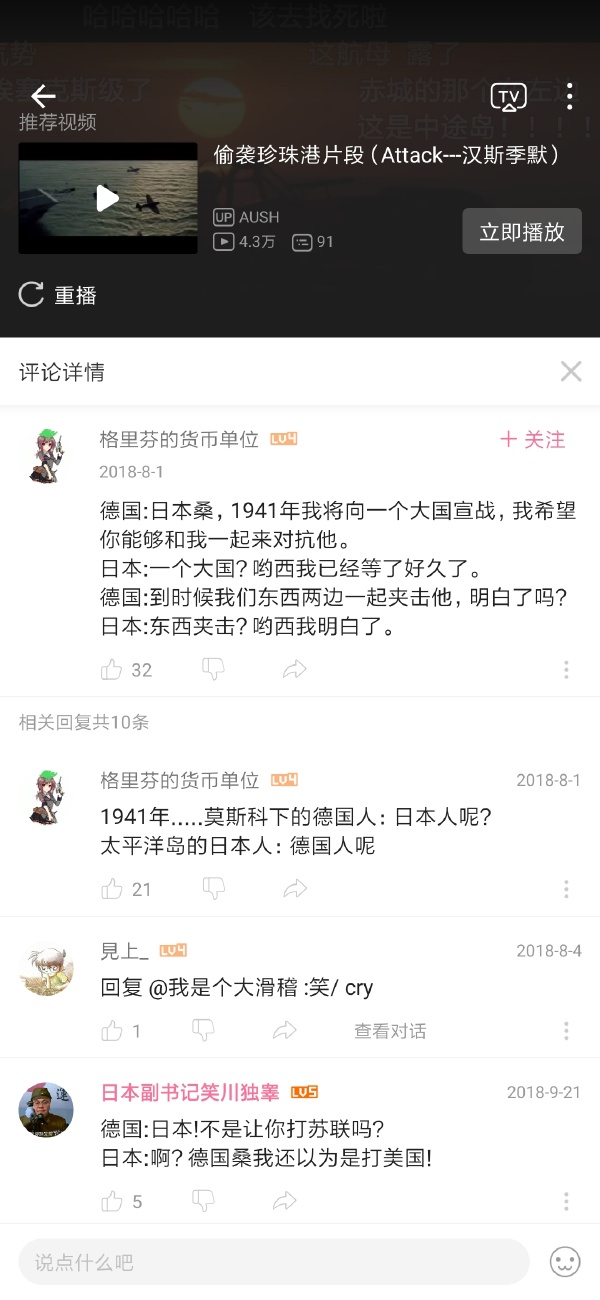 哈哈哈哈哈 该去找死啦
这航母 露了
赤城的那个 左边
推荐视频
TV
这是中途岛！！！！
偷袭珍珠港片段（Attack---汉斯季默）
UP AUSH
4.3万 91
立即播放
重播
评论详情
格里芬的货币单位 LV4
+ 关注
2018-8-1
德国:日本桑，1941年我将向一个大国宣战，我希望
你能够和我一起来对抗他。
日本:一个大国？哟西我已经等了好久了。
德国:到时候我们东西两边一起夹击他，明白了吗？
日本:东西夹击？哟西我明白了。
32
相关回复共10条
格里芬的货币单位 LV4 2018-8-1
1941年.....莫斯科下的德国人：日本人呢？
太平洋岛的日本人：德国人呢
21
見上_ LV4 2018-8-4
回复 @我是个大滑稽 :笑/ cry
1 查看对话
日本副书记笑川独睾 LV5 2018-9-21
德国:日本!不是让你打苏联吗？
日本:啊？德国桑我还以为是打美国!
5
说点什么吧